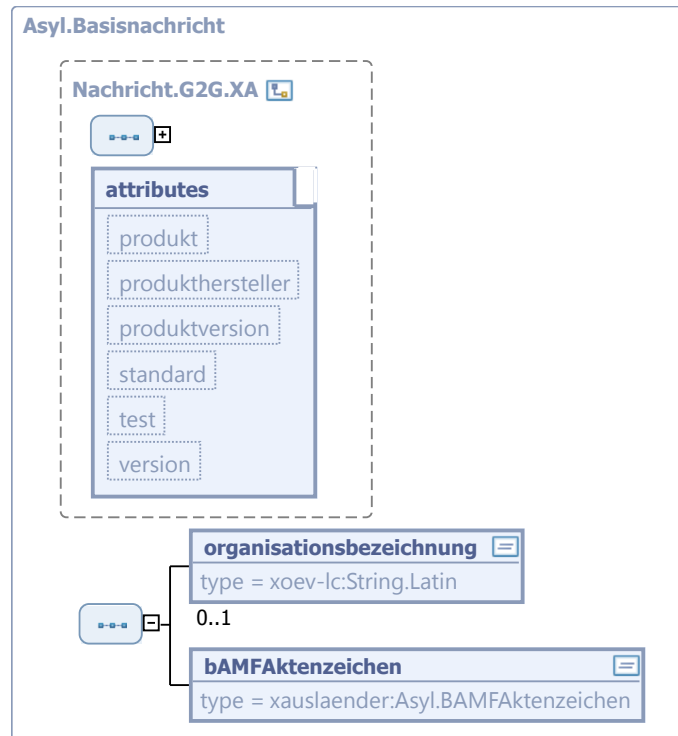 Asyl.Basisnachricht
Nachricht.G2G.XA
attributes
produkt
produkthersteller
produktversion
standard
test
version
organisationsbezeichnung
type = xoev-lc:String.Latin
0..1
bAMFAktenzeichen
type = xauslaender:Asyl.BAMFAktenzeichen